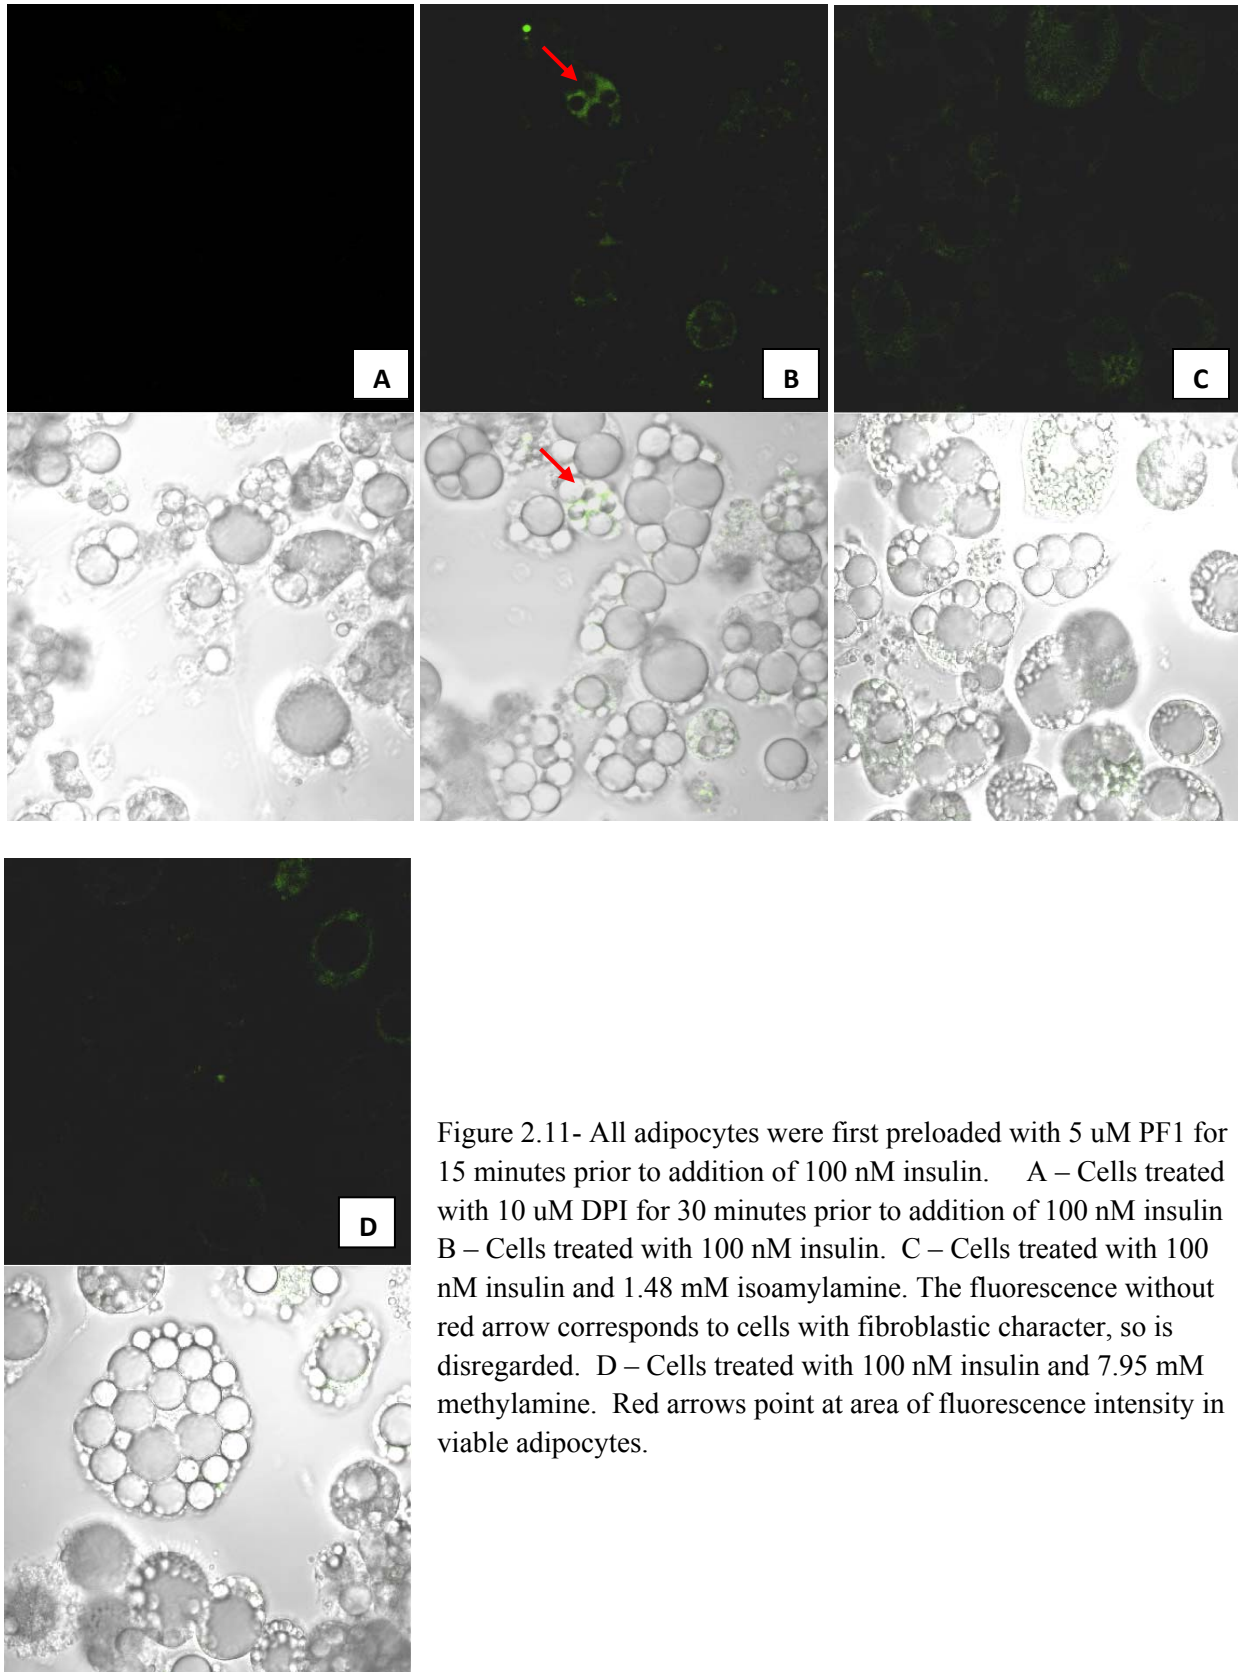 A
B
C
D
Figure 2.11- All adipocytes were first preloaded with 5 uM PF1 for
15 minutes prior to addition of 100 nM insulin. A – Cells treated
with 10 uM DPI for 30 minutes prior to addition of 100 nM insulin
B – Cells treated with 100 nM insulin. C – Cells treated with 100
nM insulin and 1.48 mM isoamylamine. The fluorescence without
red arrow corresponds to cells with fibroblastic character, so is
disregarded. D – Cells treated with 100 nM insulin and 7.95 mM
methylamine. Red arrows point at area of fluorescence intensity in
viable adipocytes.